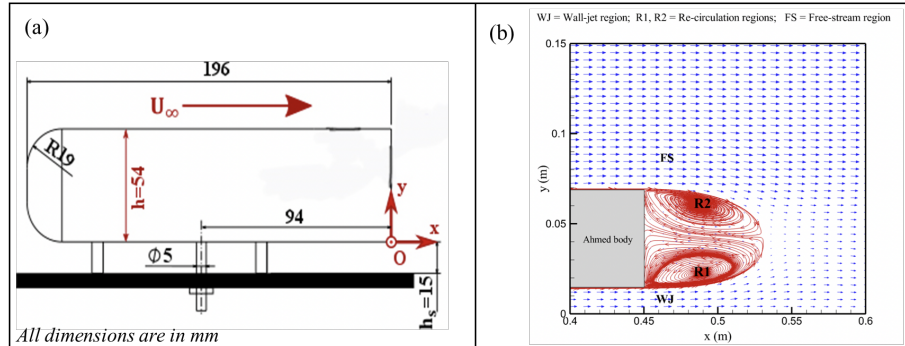 (a)
196
U∞
R19
h=54
y
94
x
Φ5
O
hs=15
All dimensions are in mm
(b)
WJ = Wall-jet region; R1, R2 = Re-circulation regions; FS = Free-stream region
0.15
0.1
y (m)
FS
R2
0.05
Ahmed body
R1
WJ
0
0.4 0.45 0.5 0.55 0.6
x (m)